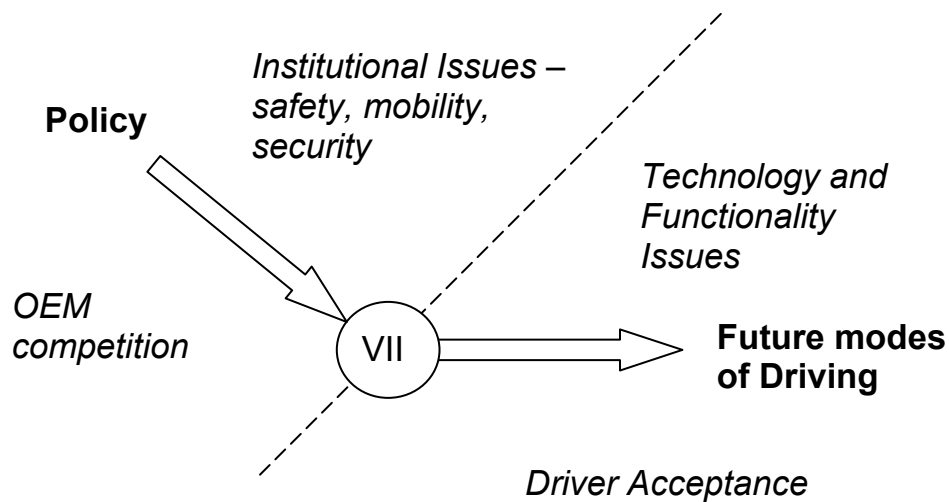 Institutional Issues –
safety, mobility,
security
Policy
Technology and
Functionality
Issues
OEM
competition
VII
Future modes
of Driving
Driver Acceptance